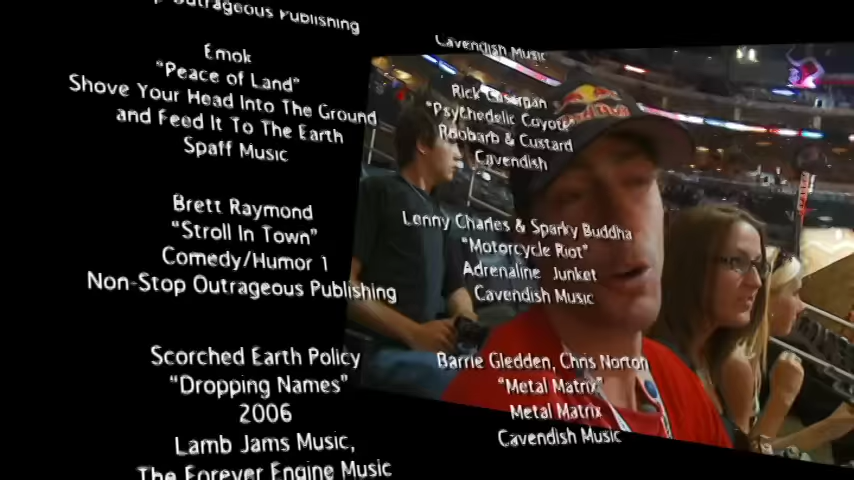 Outrageous Publishing
Emok
"Peace of Land"
Shove Your Head Into The Ground
and Feed It To The Earth
Spaff Music
Brett Raymond
"Stroll In Town"
Comedy/Humor 1
Non-Stop Outrageous Publishing
Scorched Earth Policy
"Dropping Names"
2006
Lamb Jams Music,
The Forever Engine Music
Cavendish Music
Rick
"Psychedelic Coyote"
Rhobarb & Custard
Cavendish
Lenny Charles & Sparky Buddha
"Motorcycle Riot"
Adrenaline Junket
Cavendish Music
Barrie Gledden, Chris Norton
"Metal Matrix"
Metal Matrix
Cavendish Music
Red Bull